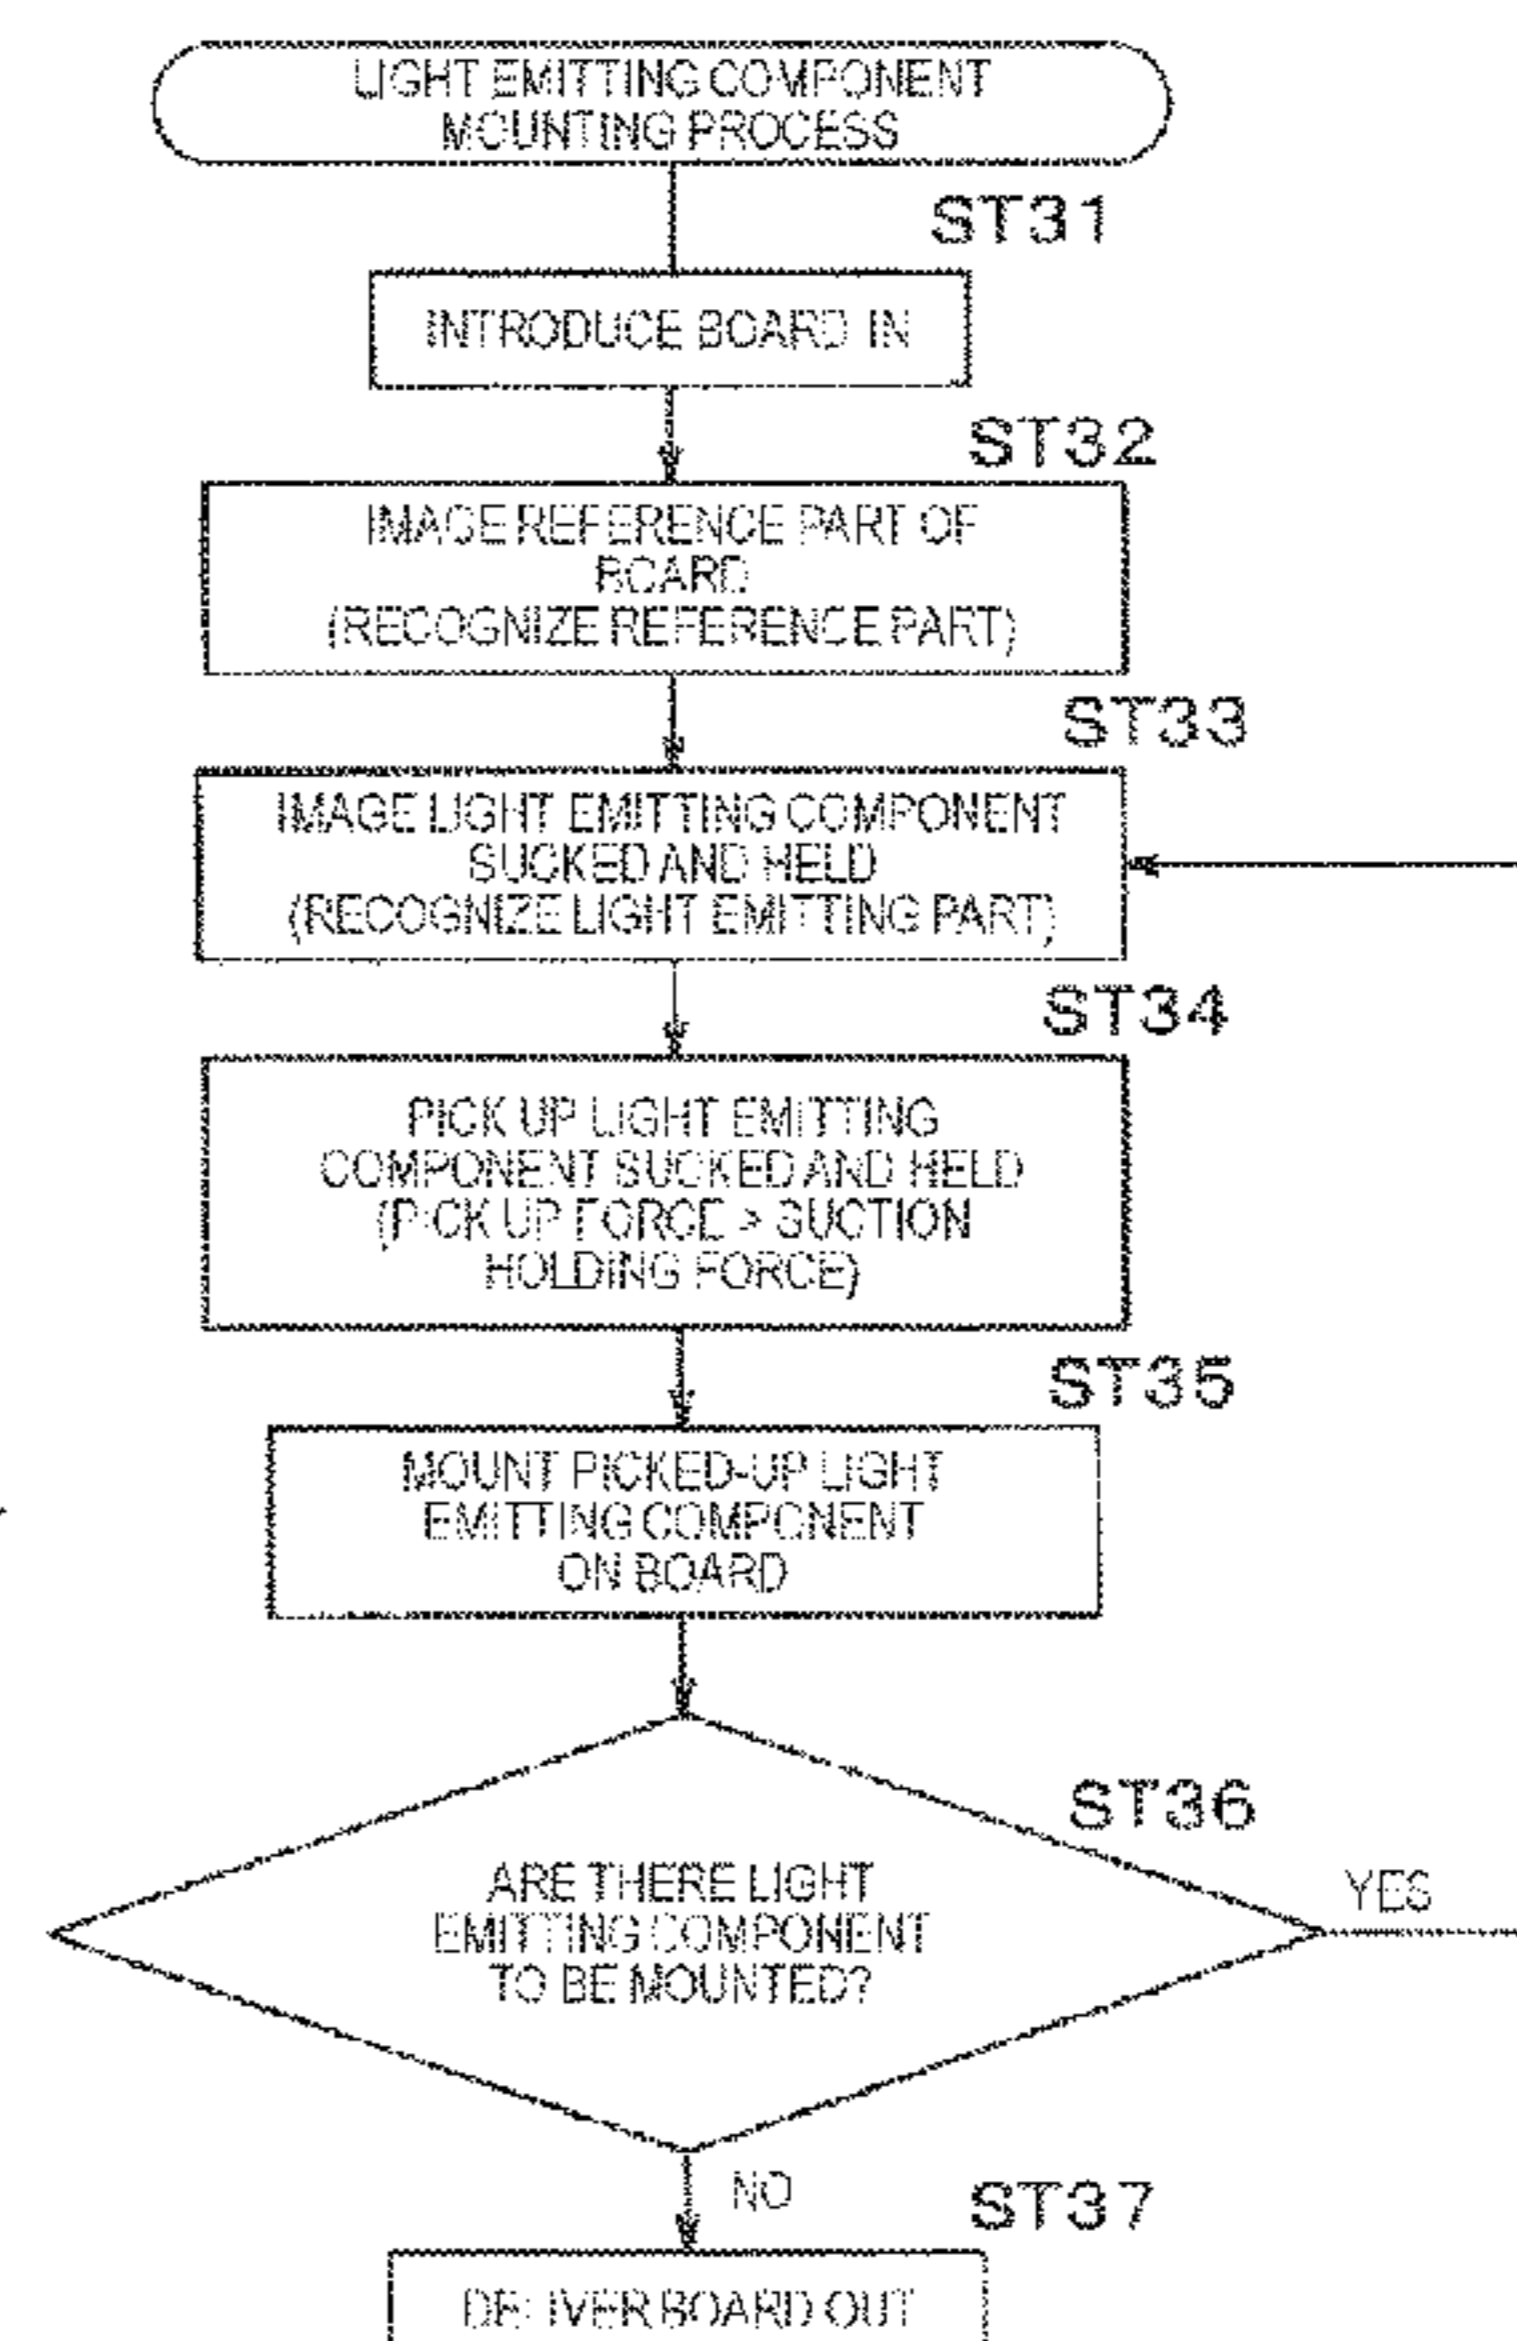 LIGHT EMITTING COMPONENT
MOUNTING PROCESS
ST31
INTRODUCE BOARD IN
ST32
IMAGE REFERENCE PART OF
BOARD
(RECOGNIZE REFERENCE PART)
ST33
IMAGE LIGHT EMITTING COMPONENT
SUCKED AND HELD
(RECOGNIZE LIGHT EMITTING PART)
ST34
PICK UP LIGHT EMITTING
COMPONENT SUCKED AND HELD
(PICK UP FORCE > SUCTION
HOLDING FORCE)
ST35
MOUNT PICKED-UP LIGHT
EMITTING COMPONENT
ON BOARD
ST36
ARE THERE LIGHT
EMITTING COMPONENT
TO BE MOUNTED?
YES
NO
ST37
DELIVER BOARD OUT